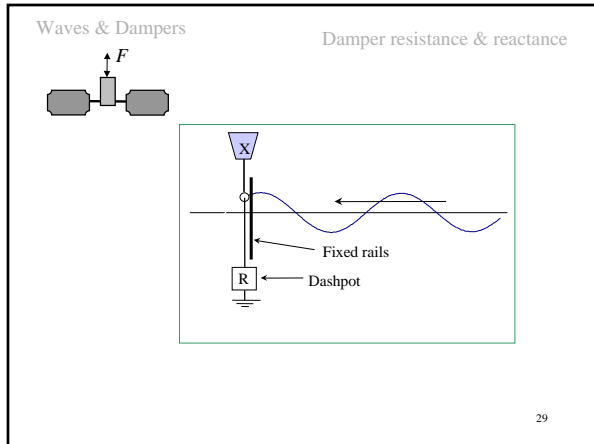 Waves & Dampers
Damper resistance & reactance
F
X
Fixed rails
R
Dashpot
29